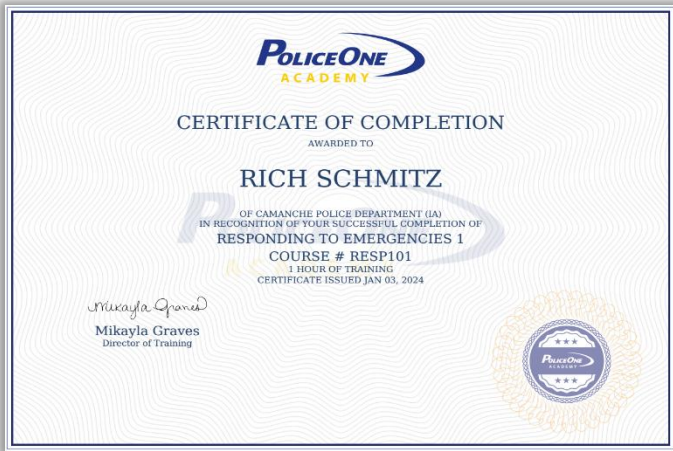 POLICEONE
ACADEMY
CERTIFICATE OF COMPLETION
AWARDED TO
RICH SCHMITZ
OF CAMANCHE POLICE DEPARTMENT (IA)
IN RECOGNITION OF YOUR SUCCESSFUL COMPLETION OF
RESPONDING TO EMERGENCIES 1
COURSE # RESP101
1 HOUR OF TRAINING
CERTIFICATE ISSUED JAN 03, 2024
Mikayla Graves
Mikayla Graves
Director of Training
POLICEONE
ACADEMY